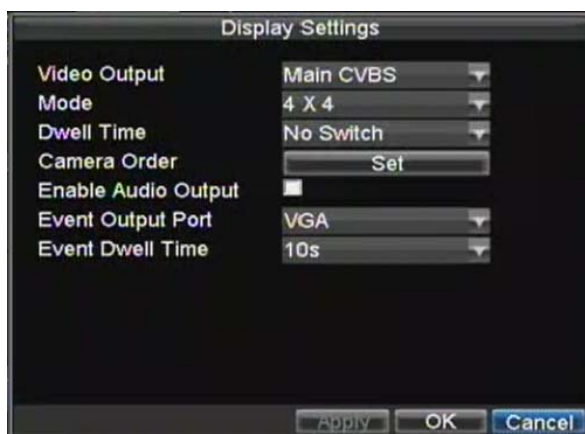 Display Settings
Video Output Main CVBS
Mode 4 X 4
Dwell Time No Switch
Camera Order Set
Enable Audio Output
Event Output Port VGA
Event Dwell Time 10s
Apply OK Cancel